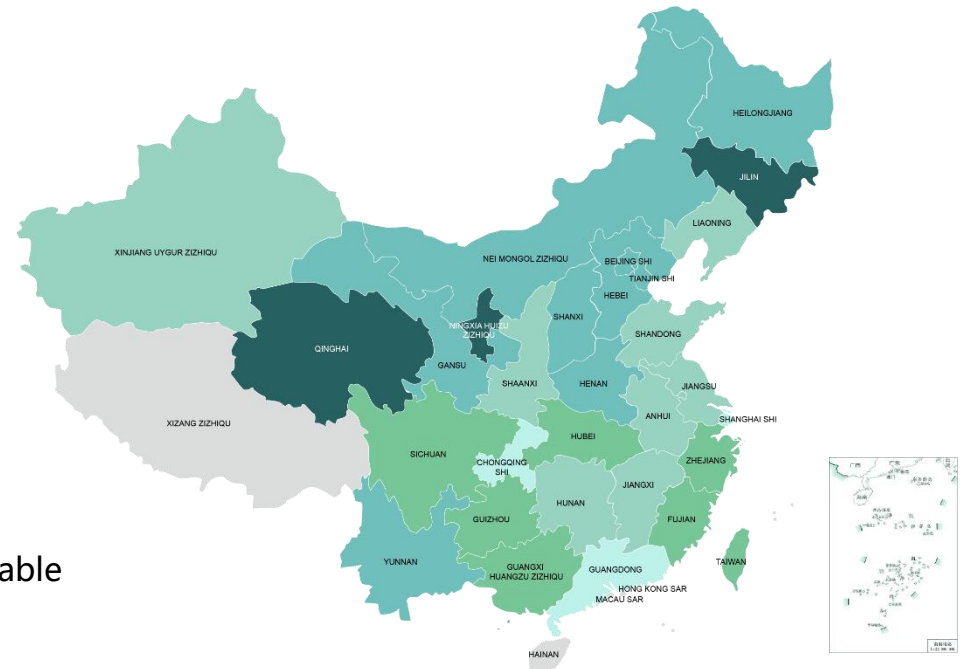 HEILONGJIANG
JILIN
LIAONING
XINJIANG UYGUR ZIZHIQU
NEI MONGOL ZIZHIQU
BEIJING SHI
TIANJIN SHI
HEBEI
SHANXI
NINGXIA HUIZU
ZIZHIQU
SHANDONG
QINGHAI
GANSU
SHAANXI
HENAN
JIANGSU
ANHUI
SHANGHAI SHI
XIZANG ZIZHIQU
HUBEI
SICHUAN
CHONGQING
SHI
ZHEJIANG
JIANGXI
HUNAN
GUIZHOU
FUJIAN
YUNNAN
GUANGXI
HUANGZU ZIZHIQU
GUANGDONG
TAIWAN
HONG KONG SAR
MACAU SAR
HAINAN
able